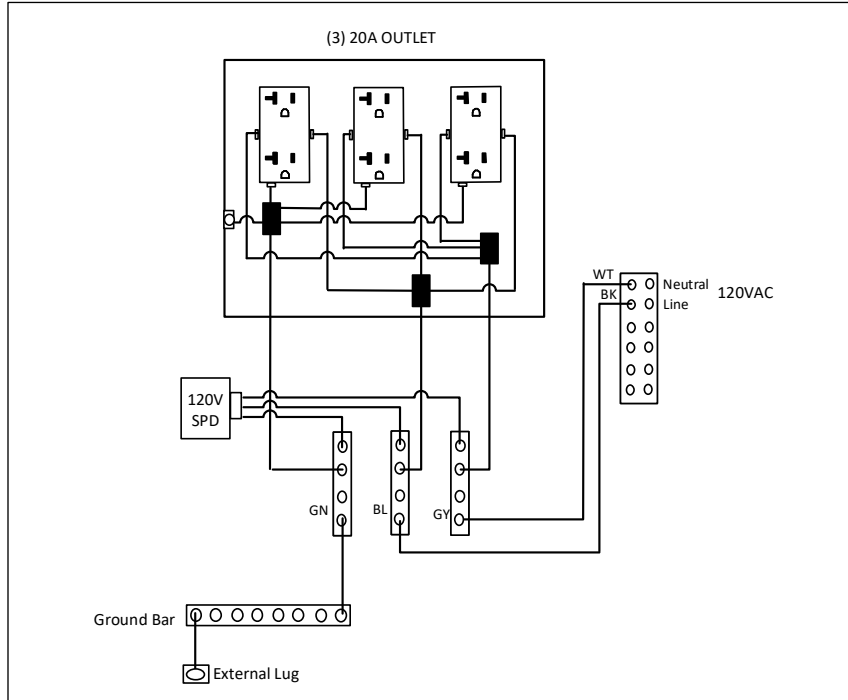 (3) 20A OUTLET
WT
Neutral
120VAC
BK
Line
120V
SPD
GN
BL
GY
Ground Bar
External Lug